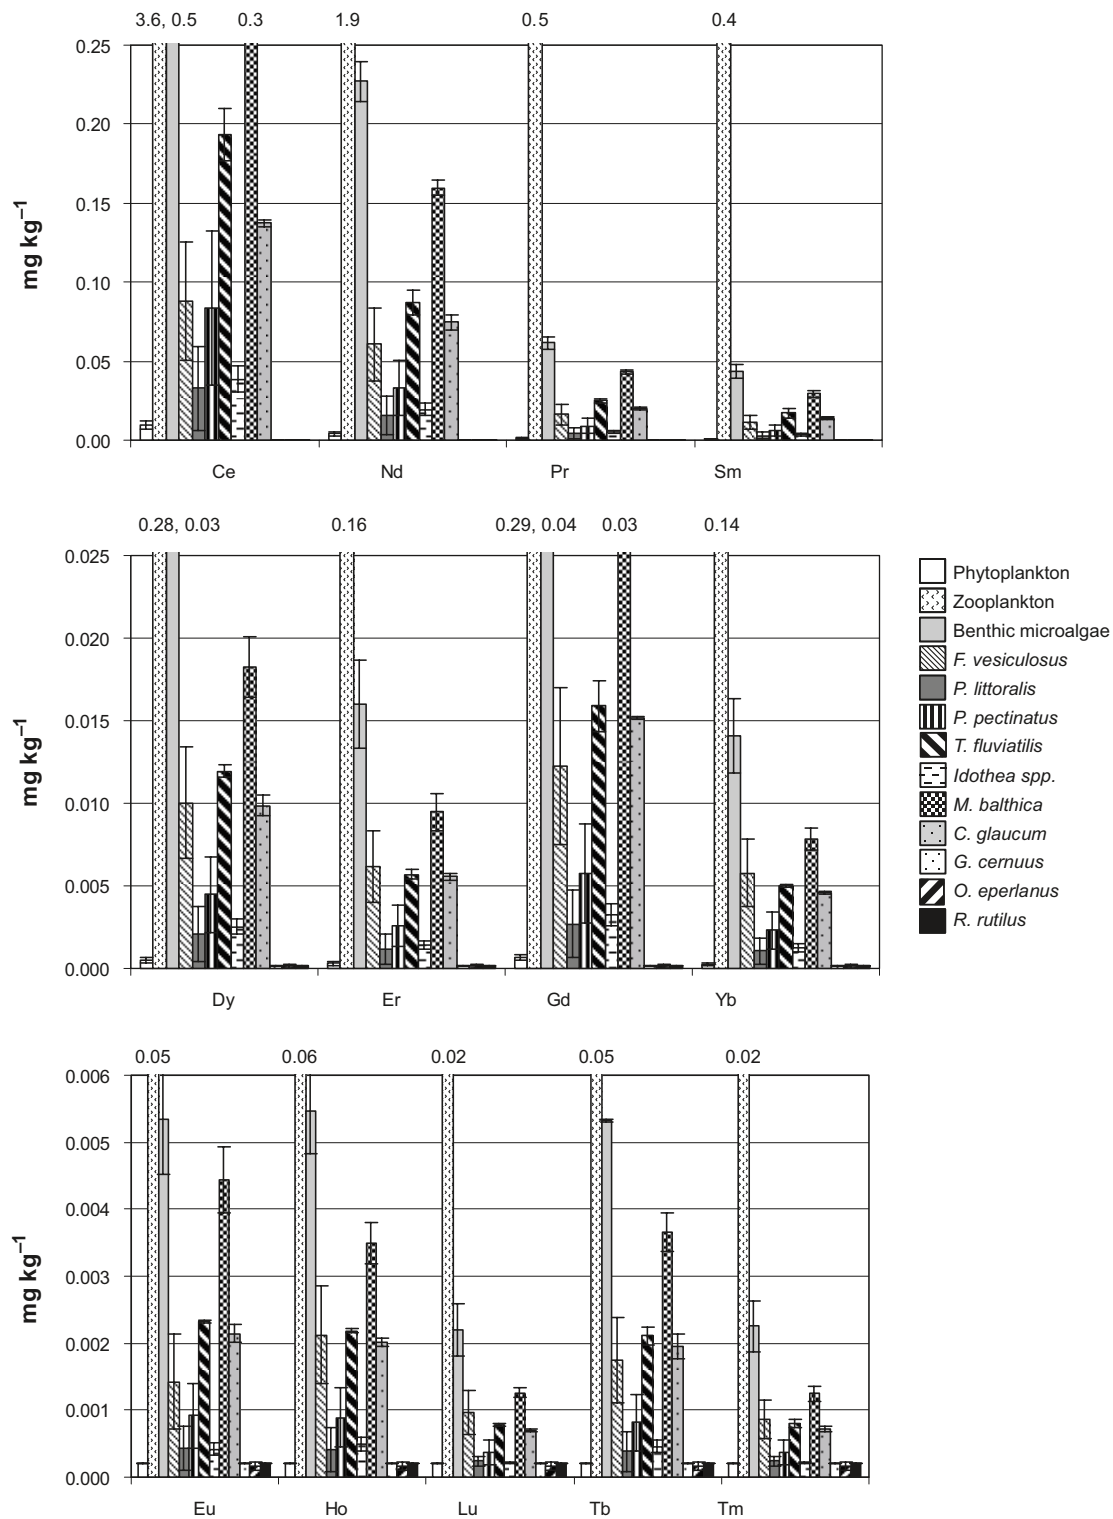 3.6, 0.5 0.3 1.9 0.5 0.4
0.25
0.20
0.15
0.10
0.05
0.00
mg kg⁻¹
Ce Nd Pr Sm
0.28, 0.03 0.16 0.29, 0.04 0.03 0.14
0.025
0.020
0.015
0.010
0.005
0.000
mg kg⁻¹
Dy Er Gd Yb
Phytoplankton
Zooplankton
Benthic microalgae
F. vesiculosus
P. littoralis
P. pectinatus
T. fluviatilis
Idothea spp.
M. balthica
C. glaucum
G. cernuus
O. eperlanus
R. rutilus
0.05 0.06 0.02 0.05 0.02
0.006
0.005
0.004
0.003
0.002
0.001
0.000
mg kg⁻¹
Eu Ho Lu Tb Tm